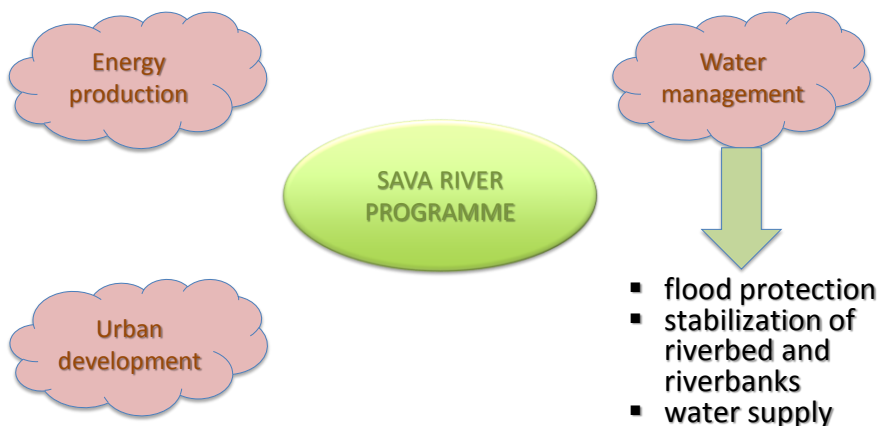 Energy
production
Water
management
SAVA RIVER
PROGRAMME
Urban
development
▪ flood protection
▪ stabilization of
riverbed and
riverbanks
▪ water supply